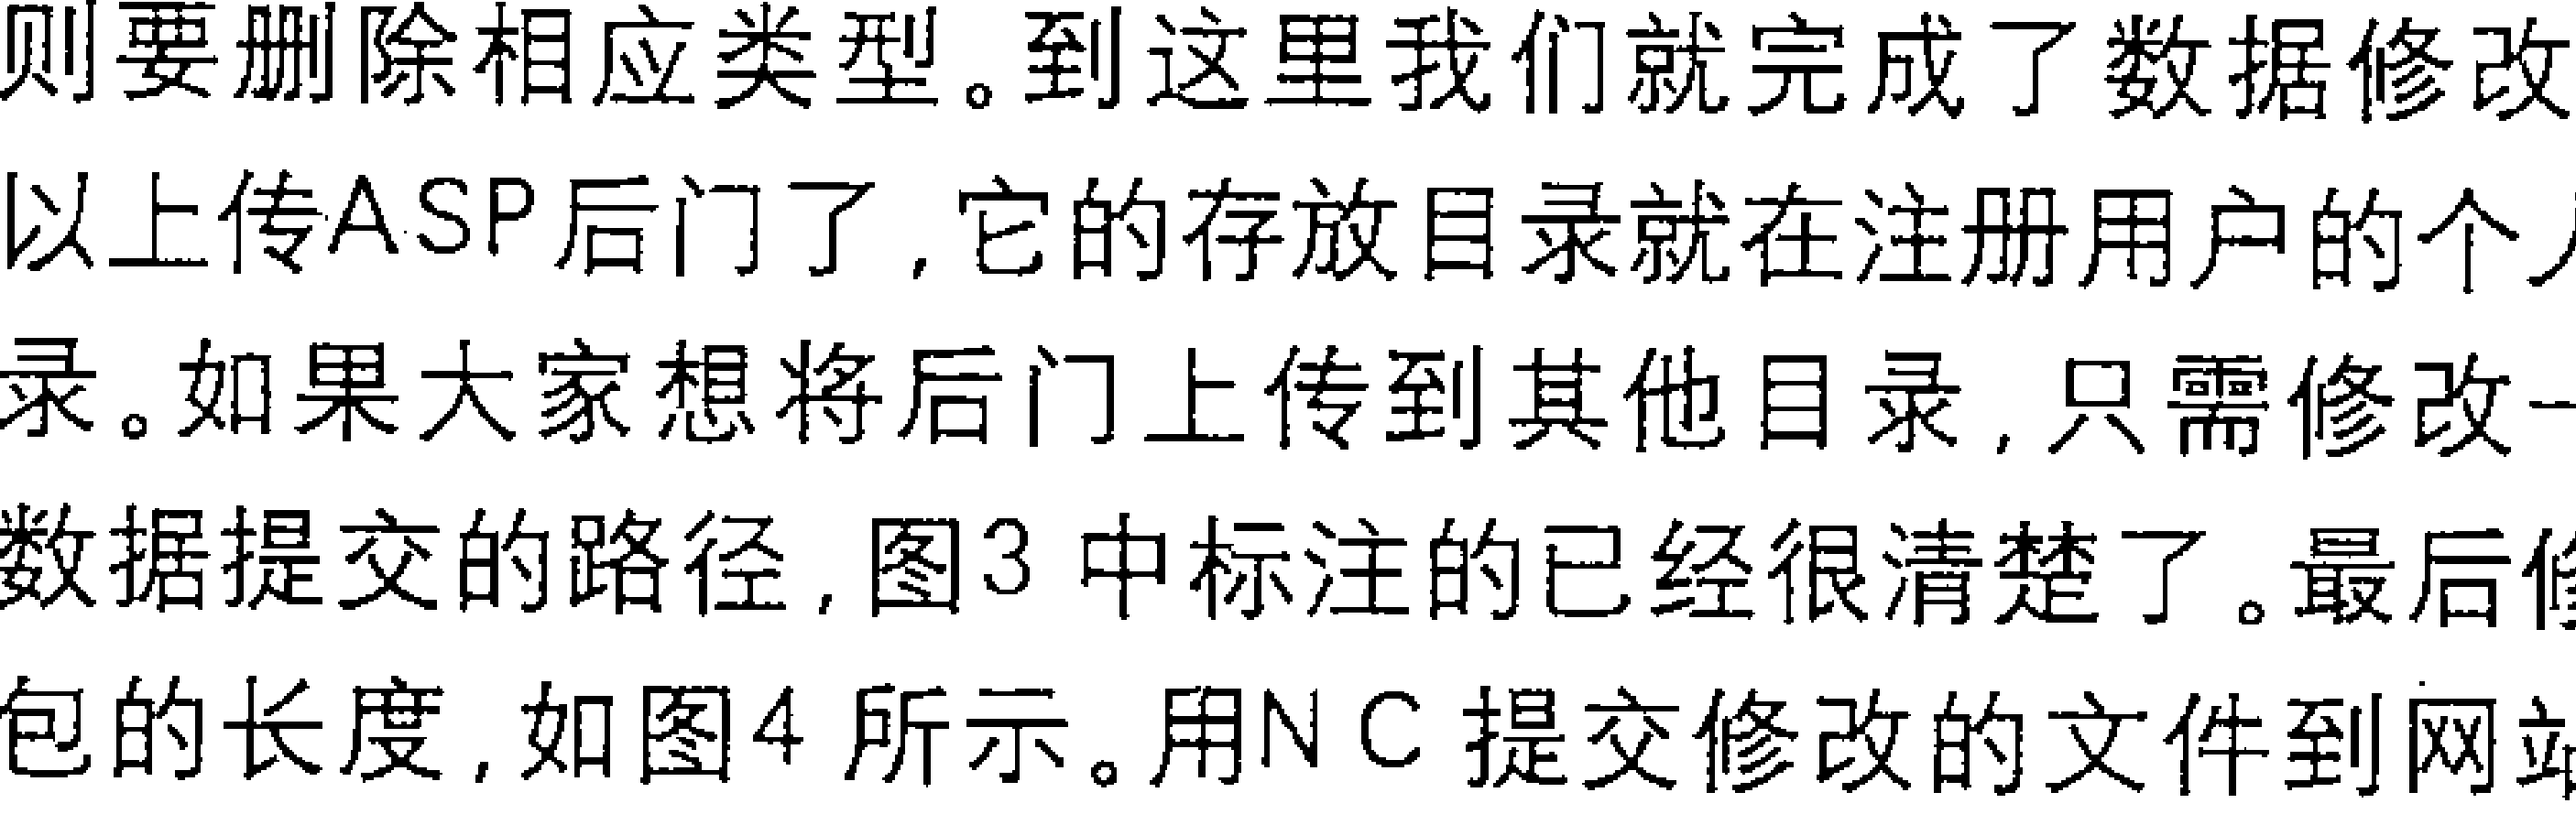 则要删除相应类型。到这里我们就完成了数据修改
以上传ASP后门了，它的存放目录就在注册用户的个人
录。如果大家想将后门上传到其他目录，只需修改一
数据提交的路径，图3 中标注的已经很清楚了。最后修
包的长度，如图4 所示。用NC 提交修改的文件到网站